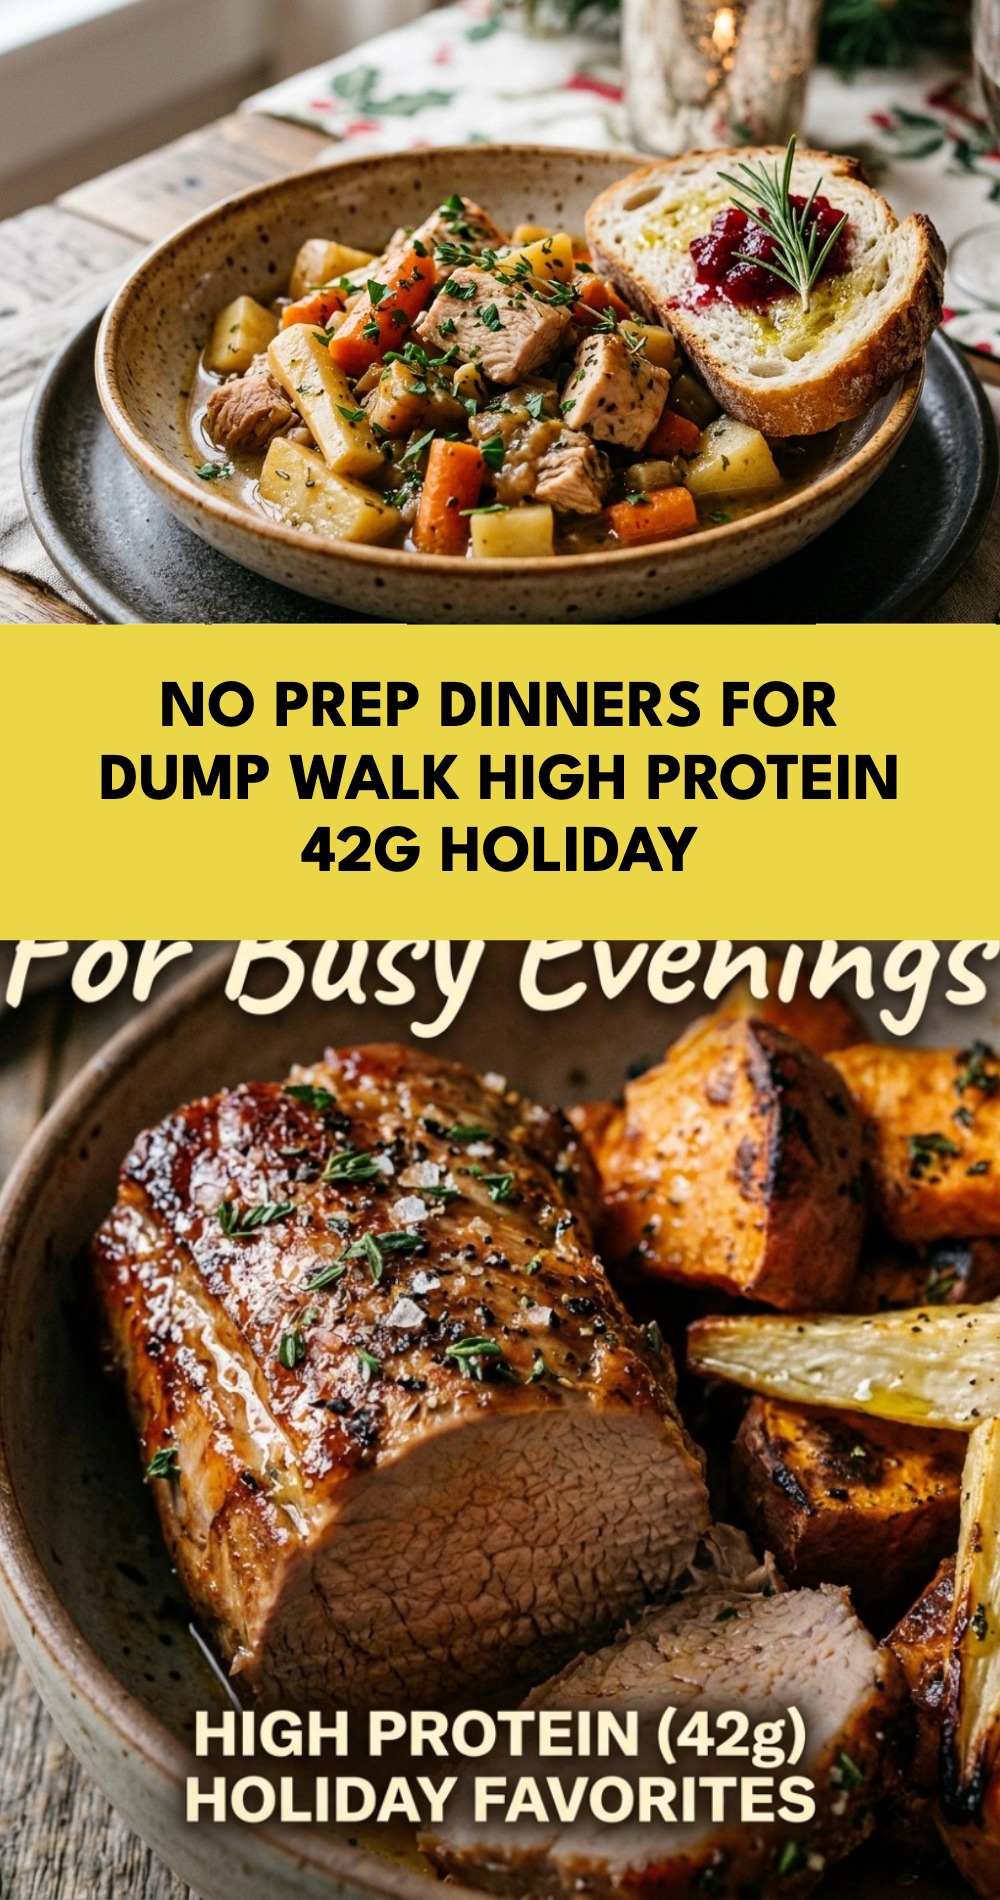 NO PREP DINNERS FOR
DUMP WALK HIGH PROTEIN
42G HOLIDAY
For Busy Evenings
HIGH PROTEIN (42g)
HOLIDAY FAVORITES